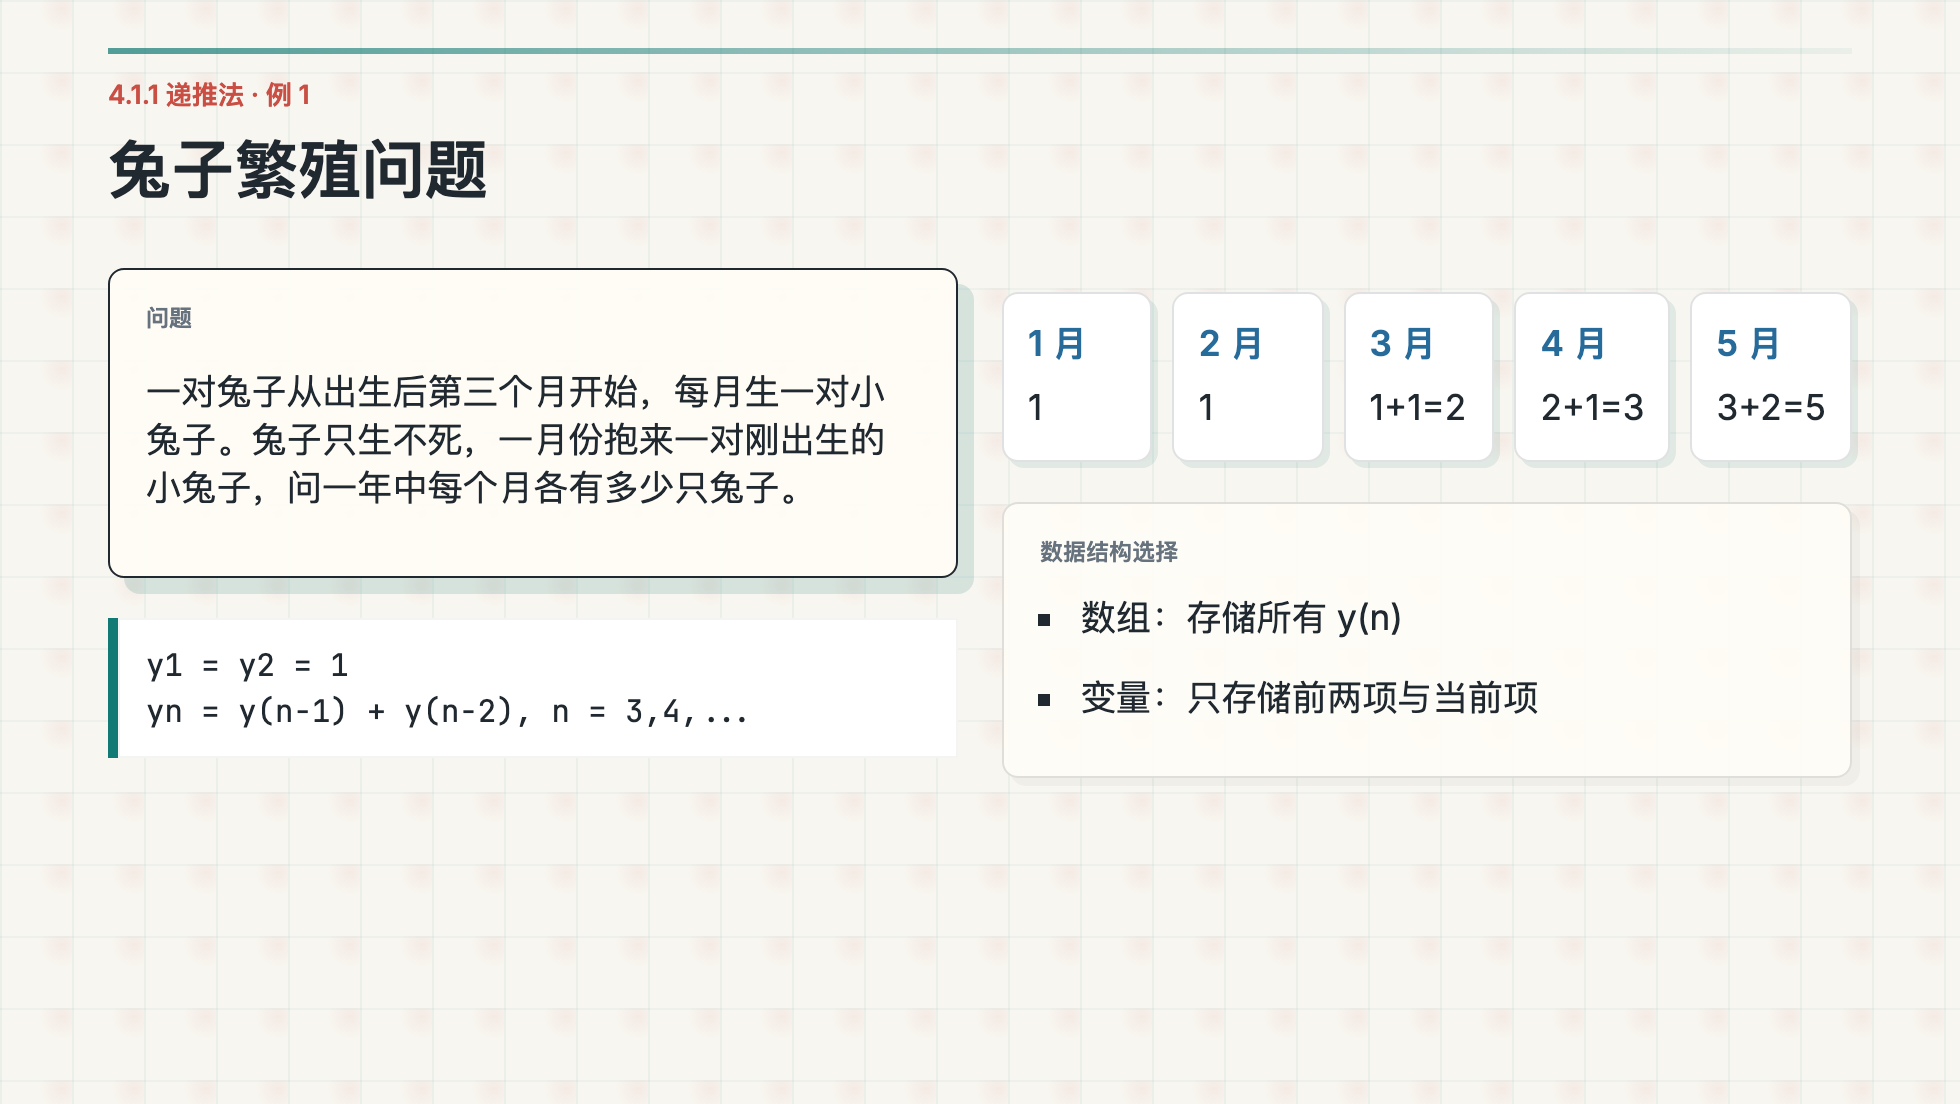 4.1.1 递推法 · 例 1
兔子繁殖问题
问题
一对兔子从出生后第三个月开始，每月生一对小
兔子。兔子只生不死，一月份抱来一对刚出生的
小兔子，问一年中每个月各有多少只兔子。
y1 = y2 = 1
yn = y(n-1) + y(n-2), n = 3,4,...
1 月
1
2 月
1
3 月
1+1=2
4 月
2+1=3
5 月
3+2=5
数据结构选择
▪ 数组：存储所有 y(n)
▪ 变量：只存储前两项与当前项